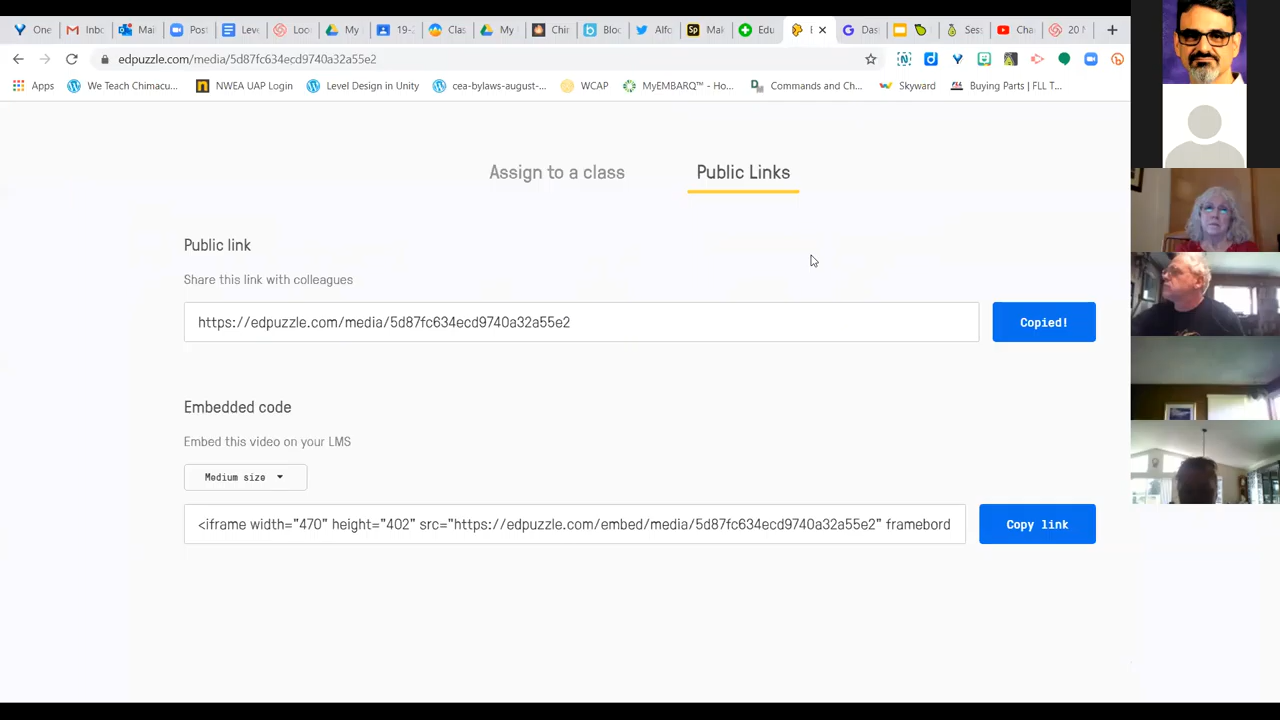 One
Inbo
Mai
Pos
Leve
Loo
My
19-
Clas
My
Chir
Bloc
Alfo
Mak
Edu
E
Das
Sess
Cha
20 M
edpuzzle.com/media/5d87fc634ecd9740a32a55e2
Apps
We Teach Chimacu...
NWEA UAP Login
Level Design in Unity
cea-bylaws-august-...
WCAP
MyEMBARQ™ - Ho...
Commands and Ch...
Skyward
Buying Parts | FLL T...
Assign to a class
Public Links
Public link
Share this link with colleagues
https://edpuzzle.com/media/5d87fc634ecd9740a32a55e2
Copied!
Embedded code
Embed this video on your LMS
Medium size
<iframe width="470" height="402" src="https://edpuzzle.com/embed/media/5d87fc634ecd9740a32a55e2" framebord
Copy link